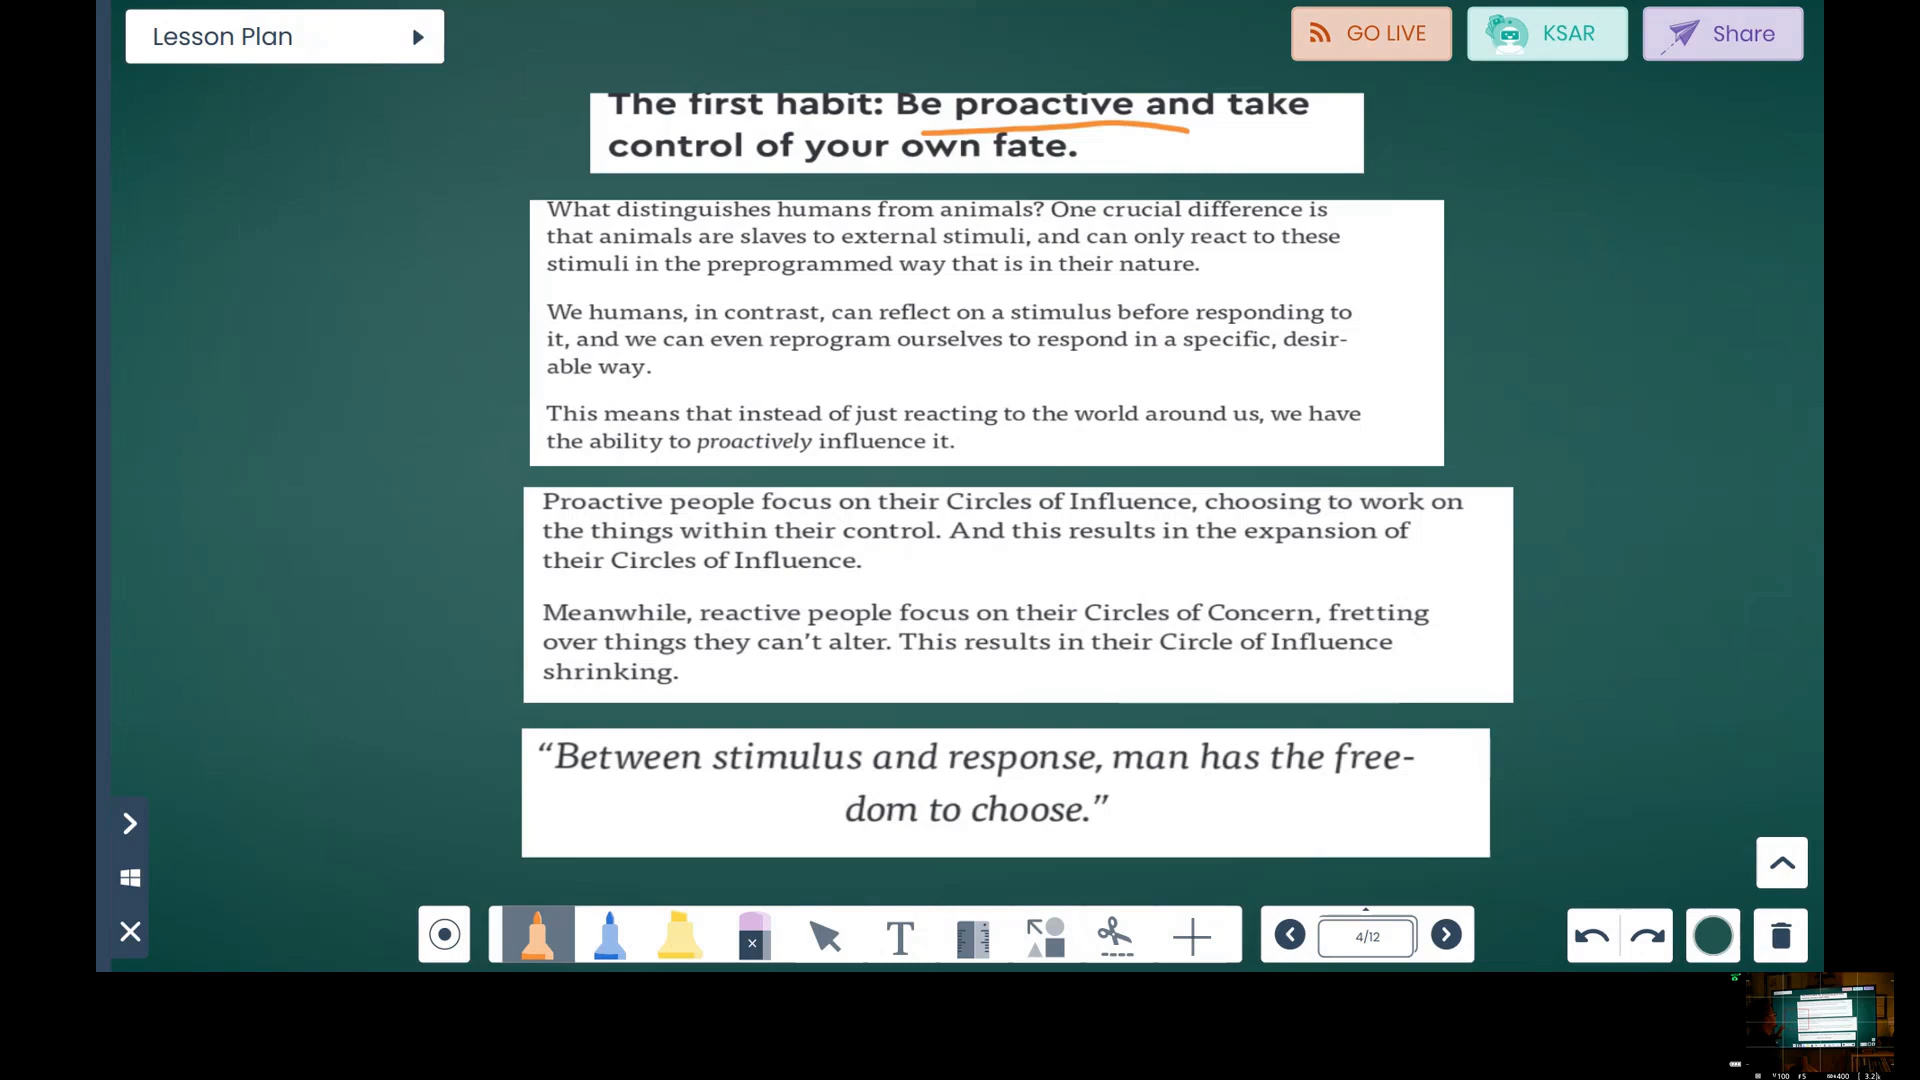 Lesson Plan
GO LIVE
KSAR
Share
The first habit: Be proactive and take
control of your own fate.
What distinguishes humans from animals? One crucial difference is
that animals are slaves to external stimuli, and can only react to these
stimuli in the preprogrammed way that is in their nature.
We humans, in contrast, can reflect on a stimulus before responding to
it, and we can even reprogram ourselves to respond in a specific, desir-
able way.
This means that instead of just reacting to the world around us, we have
the ability to proactively influence it.
Proactive people focus on their Circles of Influence, choosing to work on
the things within their control. And this results in the expansion of
their Circles of Influence.
Meanwhile, reactive people focus on their Circles of Concern, fretting
over things they can’t alter. This results in their Circle of Influence
shrinking.
“Between stimulus and response, man has the free-
dom to choose.”
T
4/12